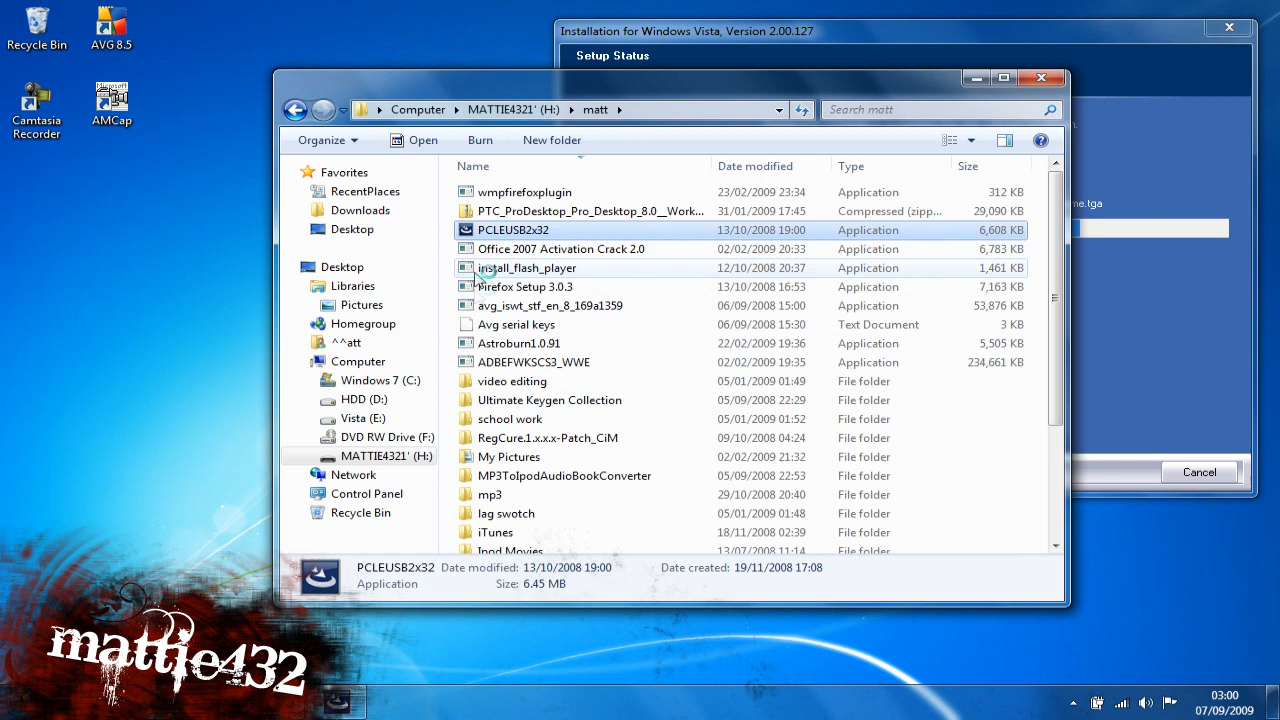 Recycle Bin
AVG 8.5
Camtasia
Recorder
Microsoft
AMCap
Installation for Windows Vista, Version 2.00.127
Setup Status
Computer MATTIE4321' (H:) matt
Search matt
Organize Open Burn New folder
Name Date modified Type Size
Favorites
RecentPlaces
Downloads
Desktop
Desktop
Libraries
Pictures
Homegroup
^^att
Computer
Windows 7 (C:)
HDD (D:)
Vista (E:)
DVD RW Drive (F:)
MATTIE4321' (H:)
Network
Control Panel
Recycle Bin
wmpfirefoxplugin 23/02/2009 23:34 Application 312 KB
PTC_ProDesktop_Pro_Desktop_8.0__Work... 31/01/2009 17:45 Compressed (zipp... 29,090 KB
PCLEUSB2x32 13/10/2008 19:00 Application 6,608 KB
Office 2007 Activation Crack 2.0 02/02/2009 20:33 Application 6,783 KB
install_flash_player 12/10/2008 20:37 Application 1,461 KB
Firefox Setup 3.0.3 13/10/2008 16:53 Application 7,163 KB
avg_iswt_stf_en_8_169a1359 06/09/2008 15:00 Application 53,876 KB
Avg serial keys 06/09/2008 15:30 Text Document 3 KB
Astroburn1.0.91 22/02/2009 19:36 Application 5,505 KB
ADBEFWKSCS3_WWE 02/02/2009 19:35 Application 234,661 KB
video editing 05/01/2009 01:49 File folder
Ultimate Keygen Collection 05/09/2008 22:29 File folder
school work 05/01/2009 01:52 File folder
RegCure.1.x.x.x-Patch_CiM 09/10/2008 04:24 File folder
My Pictures 02/02/2009 21:32 File folder
MP3ToIpodAudioBookConverter 05/09/2008 22:53 File folder
mp3 29/10/2008 20:40 File folder
lag swotch 05/01/2009 01:48 File folder
iTunes 18/11/2008 02:39 File folder
Ipod Movies 13/07/2008 11:14 File folder
n.
me.tga
Cancel
PCLEUSB2x32 Date modified: 13/10/2008 19:00 Date created: 19/11/2008 17:08
Application Size: 6.45 MB
mattie432
03:00
07/09/2009